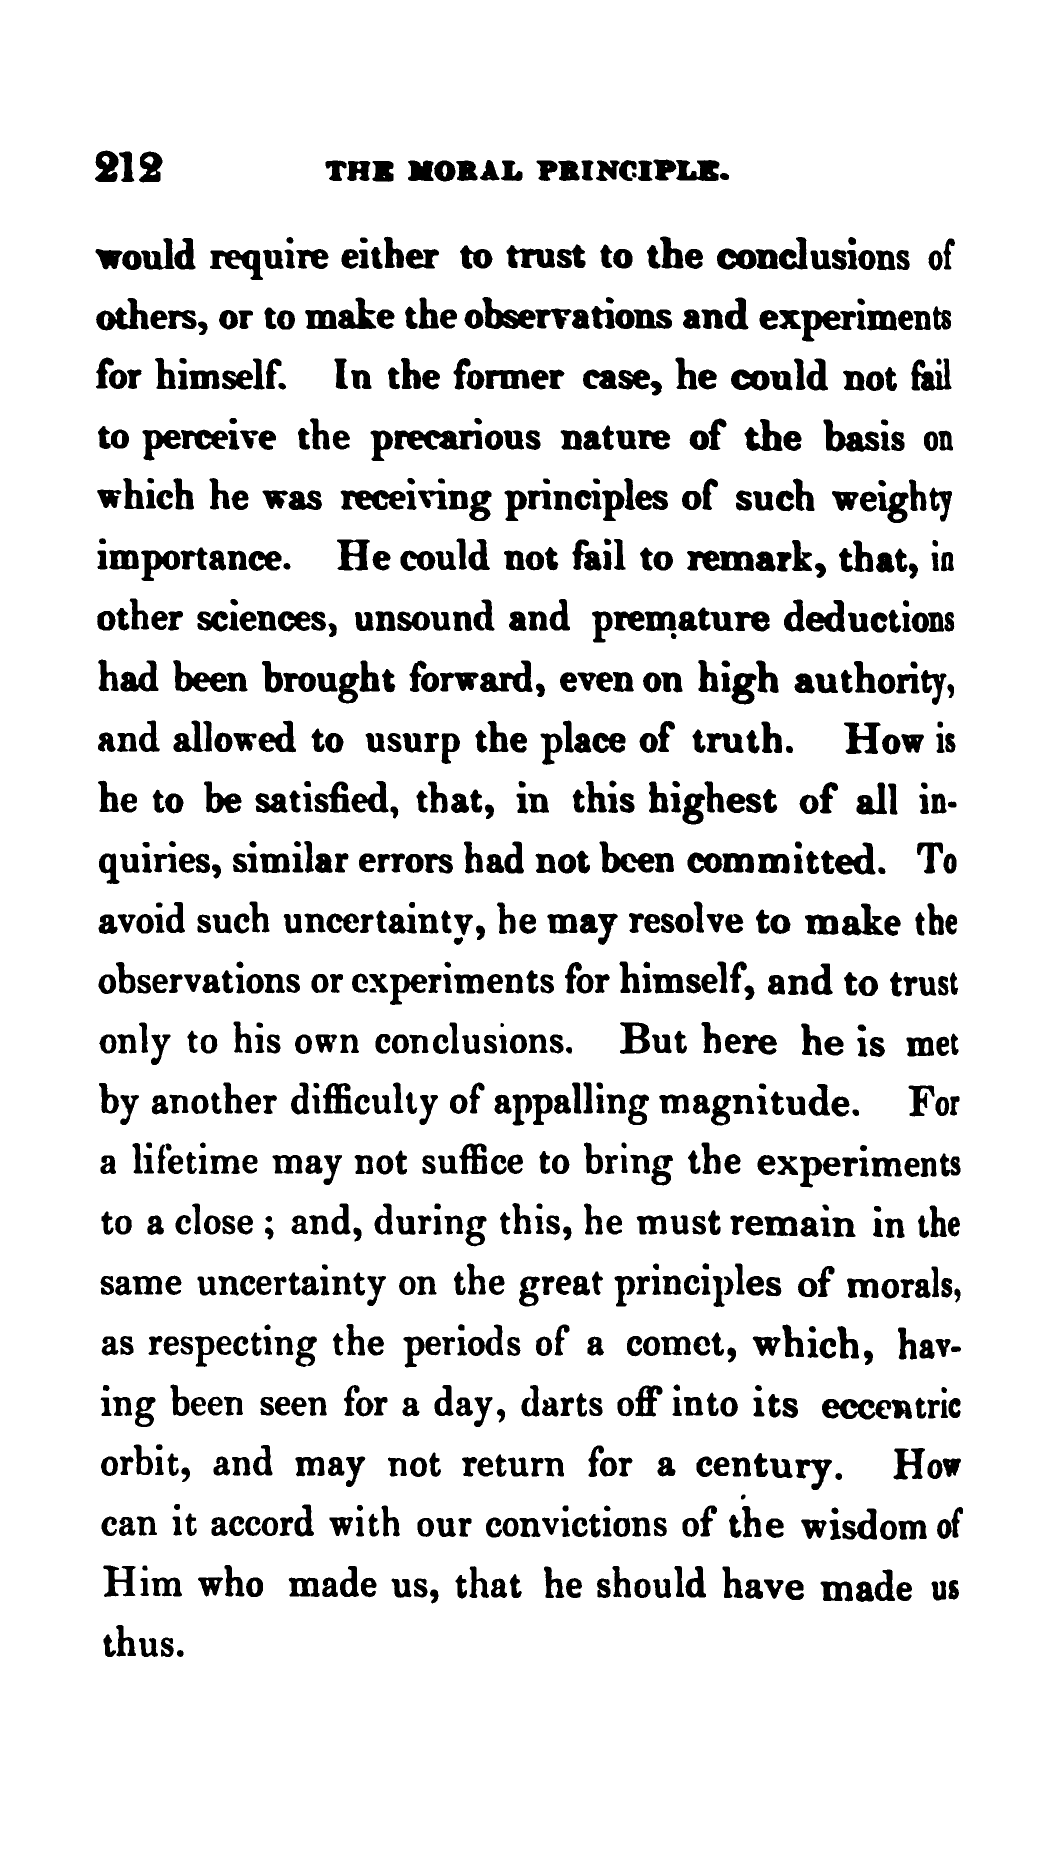 212 THE MORAL PRINCIPLE.
would require either to trust to the conclusions of
others, or to make the observations and experiments
for himself. In the former case, he could not fail
to perceive the precarious nature of the basis on
which he was receiving principles of such weighty
importance. He could not fail to remark, that, in
other sciences, unsound and premature deductions
had been brought forward, even on high authority,
and allowed to usurp the place of truth. How is
he to be satisfied, that, in this highest of all in-
quiries, similar errors had not been committed. To
avoid such uncertainty, he may resolve to make the
observations or experiments for himself, and to trust
only to his own conclusions. But here he is met
by another difficulty of appalling magnitude. For
a lifetime may not suffice to bring the experiments
to a close ; and, during this, he must remain in the
same uncertainty on the great principles of morals,
as respecting the periods of a comet, which, hav-
ing been seen for a day, darts off into its eccentric
orbit, and may not return for a century. How
can it accord with our convictions of the wisdom of
Him who made us, that he should have made us
thus.